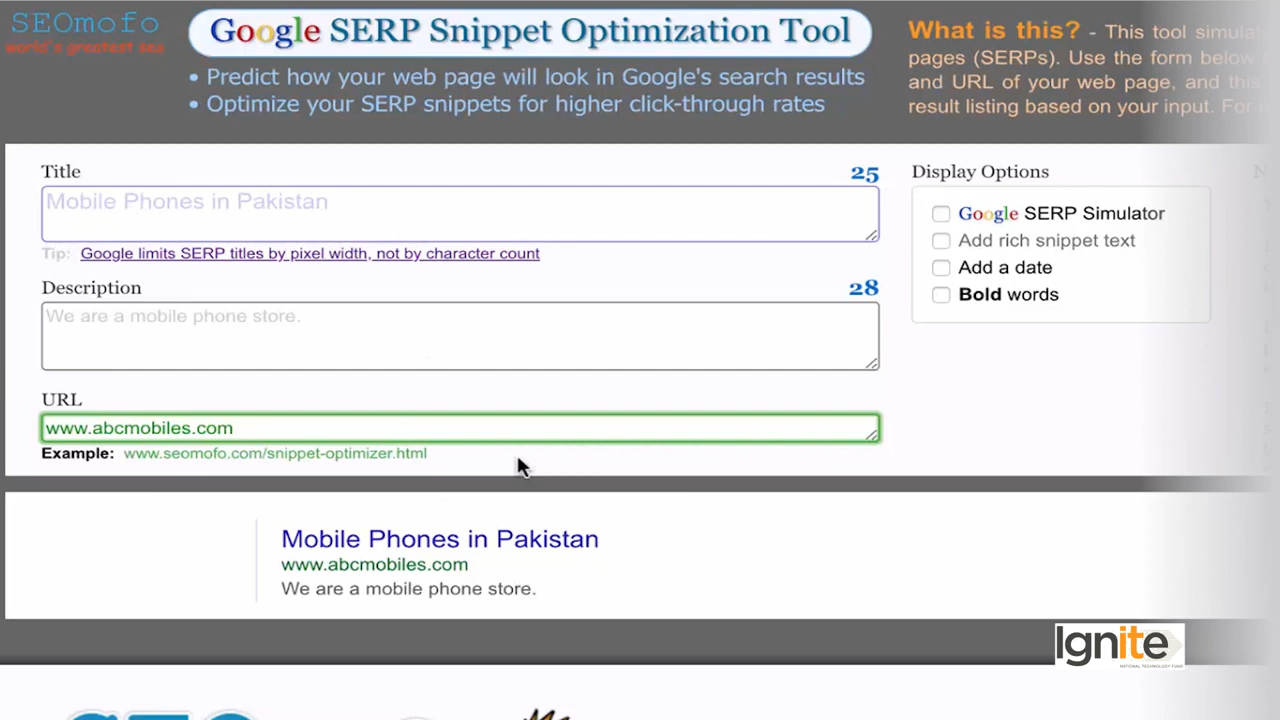 SEOmofo
world's greatest seo
Google SERP Snippet Optimization Tool
• Predict how your web page will look in Google's search results
• Optimize your SERP snippets for higher click-through rates
What is this? - This tool simula
pages (SERPs). Use the form below
and URL of your web page, and this
result listing based on your input. For
Title
25
Mobile Phones in Pakistan
Tip: Google limits SERP titles by pixel width, not by character count
Description
28
We are a mobile phone store.
URL
www.abcmobiles.com
Example: www.seomofo.com/snippet-optimizer.html
Display Options
Google SERP Simulator
Add rich snippet text
Add a date
Bold words
Mobile Phones in Pakistan
www.abcmobiles.com
We are a mobile phone store.
Ignite
NATIONAL TECHNOLOGY FUND